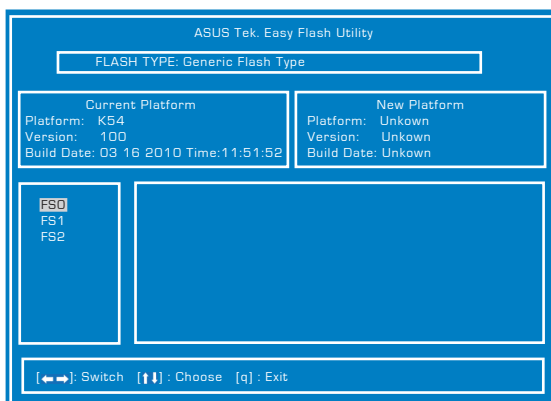 ASUS Tek. Easy Flash Utility
FLASH TYPE: Generic Flash Type
Current Platform
Platform: K54
Version: 100
Build Date: 03 16 2010 Time:11:51:52
New Platform
Platform: Unkown
Version: Unkown
Build Date: Unkown
FS0
FS1
FS2
[←→]: Switch [↑↓] : Choose [q] : Exit